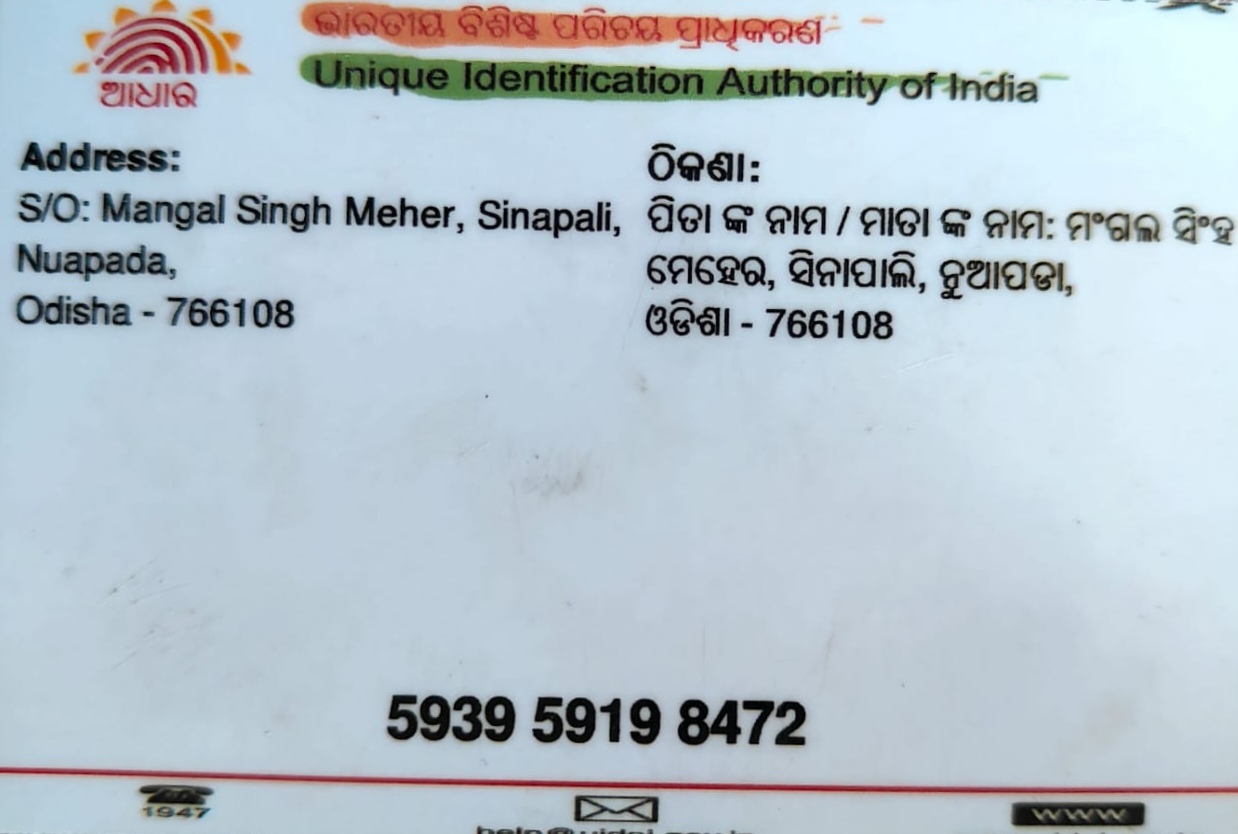 ଆଧାର
ଭାରତୀୟ ବିଶିଷ୍ଟ ପରିଚୟ ପ୍ରାଧିକରଣ
Unique Identification Authority of India
Address:
S/O: Mangal Singh Meher, Sinapali,
Nuapada,
Odisha - 766108
ଠିକଣା:
ପିତା ଙ୍କ ନାମ / ମାତା ଙ୍କ ନାମ: ମଂଗଲ ସିଂହ
ମେହେର, ସିନାପାଲି, ନୁଆପଡା,
ଓଡିଶା - 766108
5939 5919 8472
1947
WWW